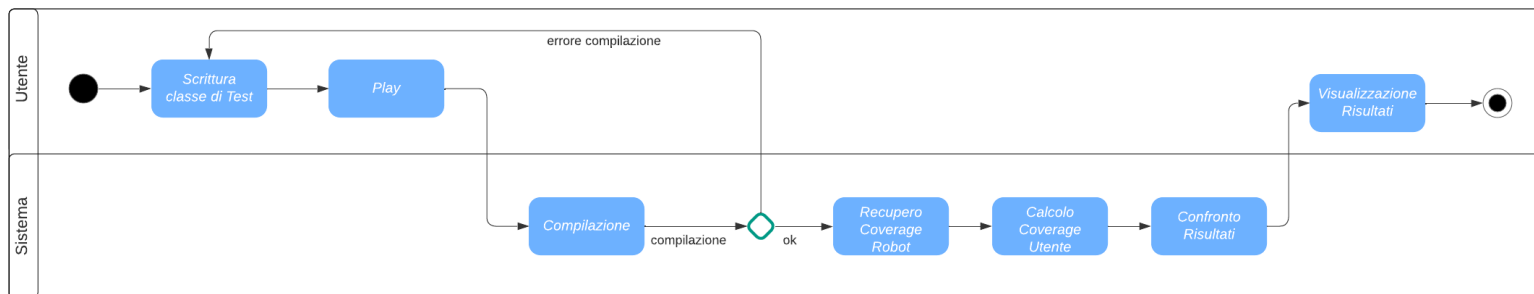 Utente
errore compilazione
Scrittura
classe di Test
Play
Visualizzazione
Risultati
Sistema
Compilazione
compilazione
ok
Recupero
Coverage
Robot
Calcolo
Coverage
Utente
Confronto
Risultati